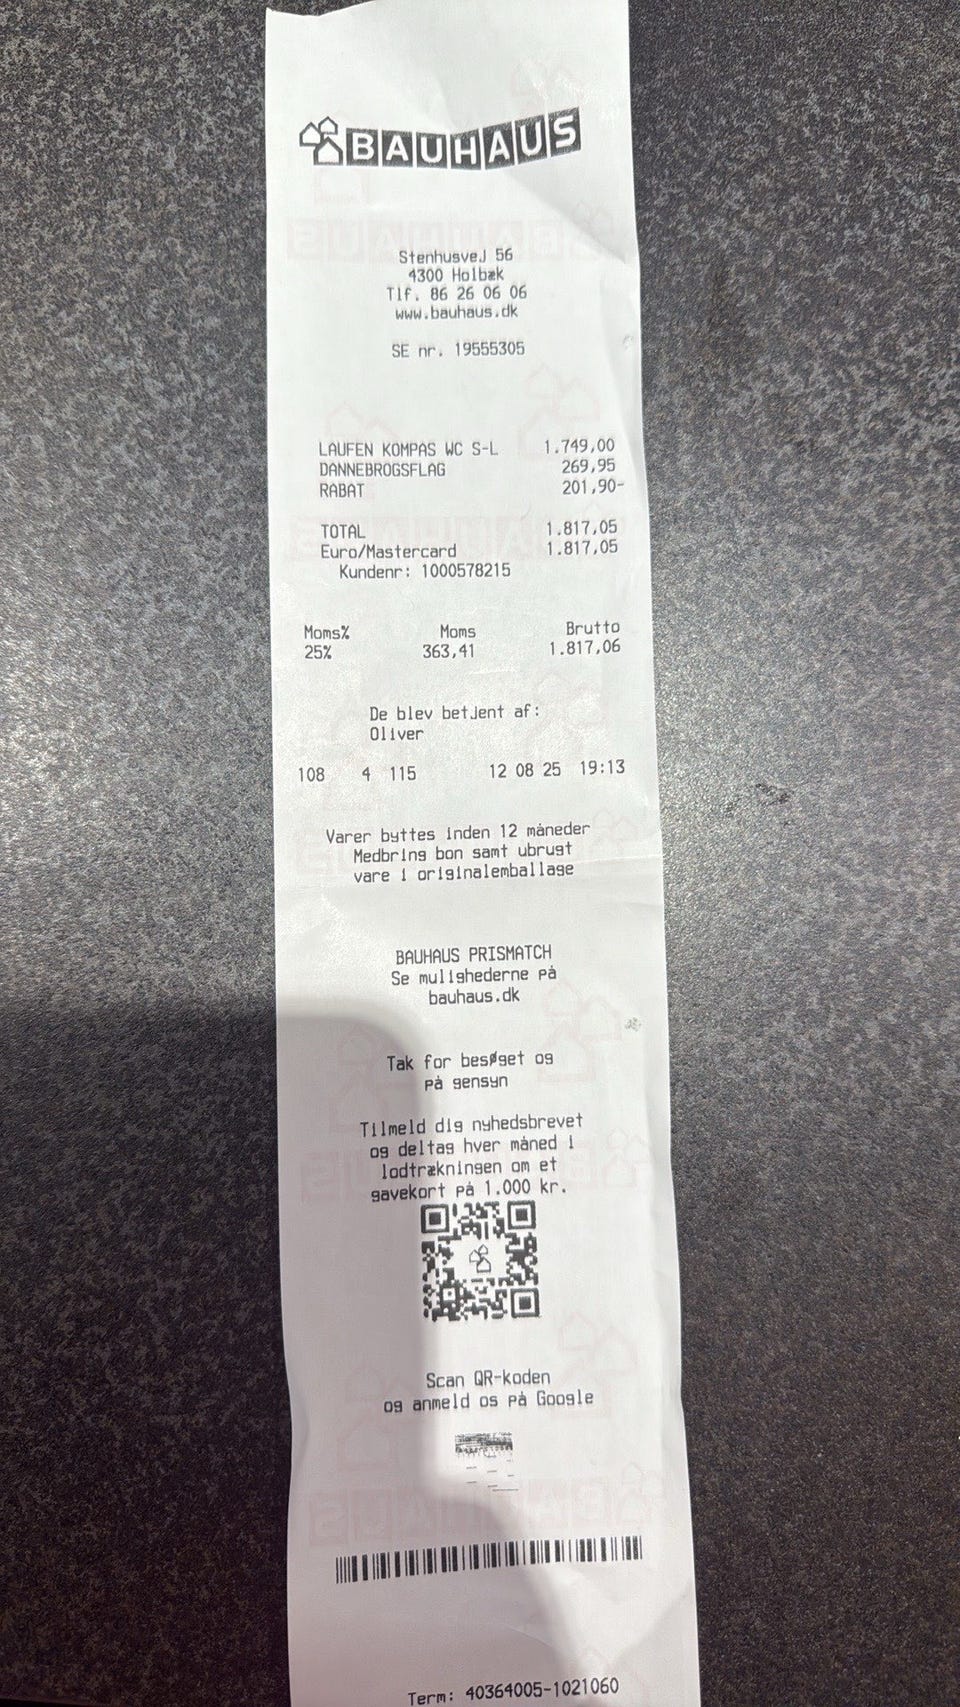 BAUHAUS
Stenhusvej 56
4300 Holbæk
Tlf. 86 26 06 06
www.bauhaus.dk
SE nr. 19555305
LAUFEN KOMPAS WC S-L 1.749,00
DANNEBROGSFLAG 269,95
RABAT 201,90-
TOTAL 1.817,05
Euro/Mastercard 1.817,05
Kundenr: 1000578215
Moms% Moms Brutto
25% 363,41 1.817,06
De blev betjent af:
Oliver
108 4 115 12 08 25 19:13
Varer byttes inden 12 måneder
Medbring bon samt ubrugt
vare i originalemballage
BAUHAUS PRISMATCH
Se mulighederne på
bauhaus.dk
Tak for besøget og
på gensyn
Tilmeld dig nyhedsbrevet
og deltag hver måned i
lodtrækningen om et
gavekort på 1.000 kr.
Scan QR-koden
og anmeld os på Google
Term: 40364005-1021060